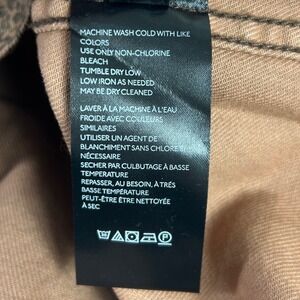 MACHINE WASH COLD WITH LIKE
COLORS
USE ONLY NON-CHLORINE
BLEACH
TUMBLE DRY LOW
LOW IRON AS NEEDED
MAY BE DRY CLEANED
LAVER À LA MACHINE À L'EAU
FROIDE AVEC COULEURS
SIMILAIRES
UTILISER UN AGENT DE
BLANCHIMENT SANS CHLORE SI
NÉCESSAIRE
SECHER PAR CULBUTAGE À BASSE
TEMPERATURE
REPASSER, AU BESOIN, À TRÉS
BASSE TEMPÉRATURE
PEUT-ÊTRE ÊTRE NETTOYÉE
À SEC
P